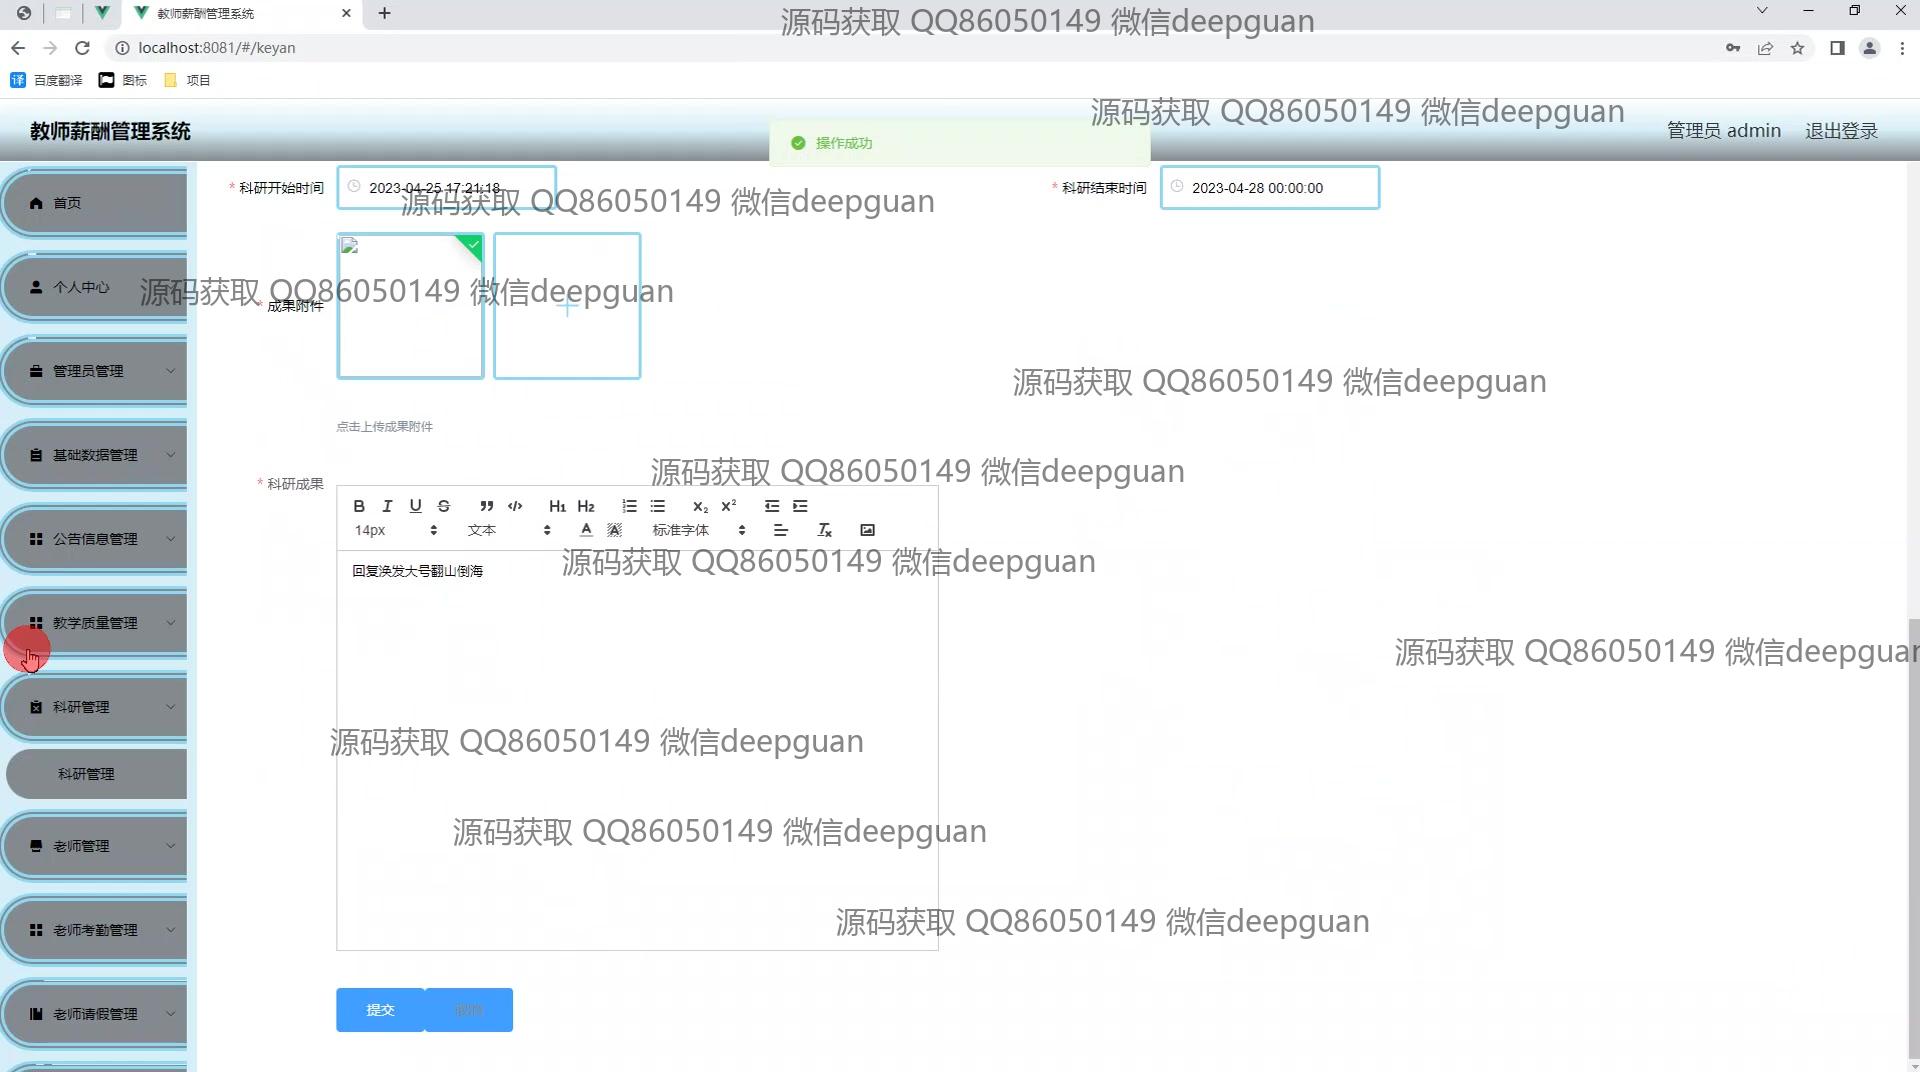 教师薪酬管理系统
源码获取 QQ86050149 微信deepguan
localhost:8081/#/keyan
译 百度翻译 图标 项目
源码获取 QQ86050149 微信deepguan
教师薪酬管理系统
操作成功
管理员 admin 退出登录
* 科研开始时间 2023-04-25 17:21:18
* 科研结束时间 2023-04-28 00:00:00
源码获取 QQ86050149 微信deepguan
首页
个人中心
源码获取 QQ86050149 微信deepguan
* 成果附件
管理员管理
源码获取 QQ86050149 微信deepguan
点击上传成果附件
基础数据管理
源码获取 QQ86050149 微信deepguan
* 科研成果
B I U S H1 H2 X2 X2
14px 文本 A 标准字体
公告信息管理
源码获取 QQ86050149 微信deepguan
回复涣发大号翻山倒海
教学质量管理
源码获取 QQ86050149 微信deepguan
科研管理
源码获取 QQ86050149 微信deepguan
科研管理
源码获取 QQ86050149 微信deepguan
老师管理
源码获取 QQ86050149 微信deepguan
老师考勤管理
提交 取消
老师请假管理